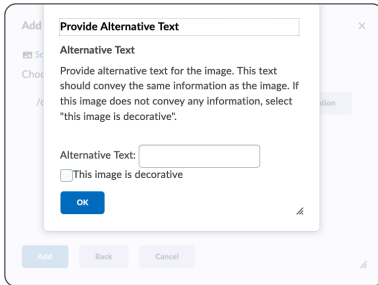 Provide Alternative Text
Add
×
Alternative Text
Provide alternative text for the image. This text
should convey the same information as the image. If
this image does not convey any information, select
"this image is decorative".
Alternative Text:
This image is decorative
OK
Add
Back
Cancel